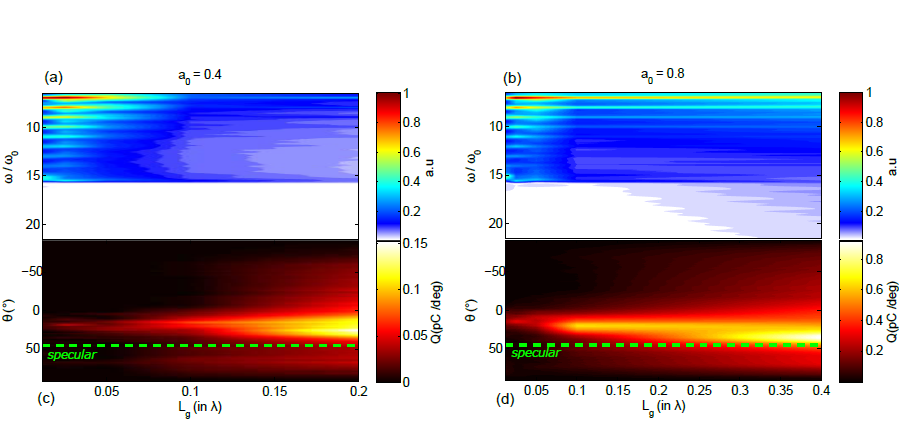 (a) a0 = 0.4
10
15
20
ω / ω0
1
0.8
0.6
0.4
0.2
a.u
(b) a0 = 0.8
10
15
20
ω / ω0
1
0.8
0.6
0.4
0.2
a.u
−50
0
50
θ (°)
specular
0.15
0.1
0.05
0
Q(pC /deg)
(c)
0.05 0.1 0.15 0.2
Lg (in λ)
−50
0
50
θ (°)
specular
0.8
0.6
0.4
0.2
Q(pC /deg)
(d)
0.05 0.1 0.15 0.2 0.25 0.3 0.35 0.4
Lg (in λ)